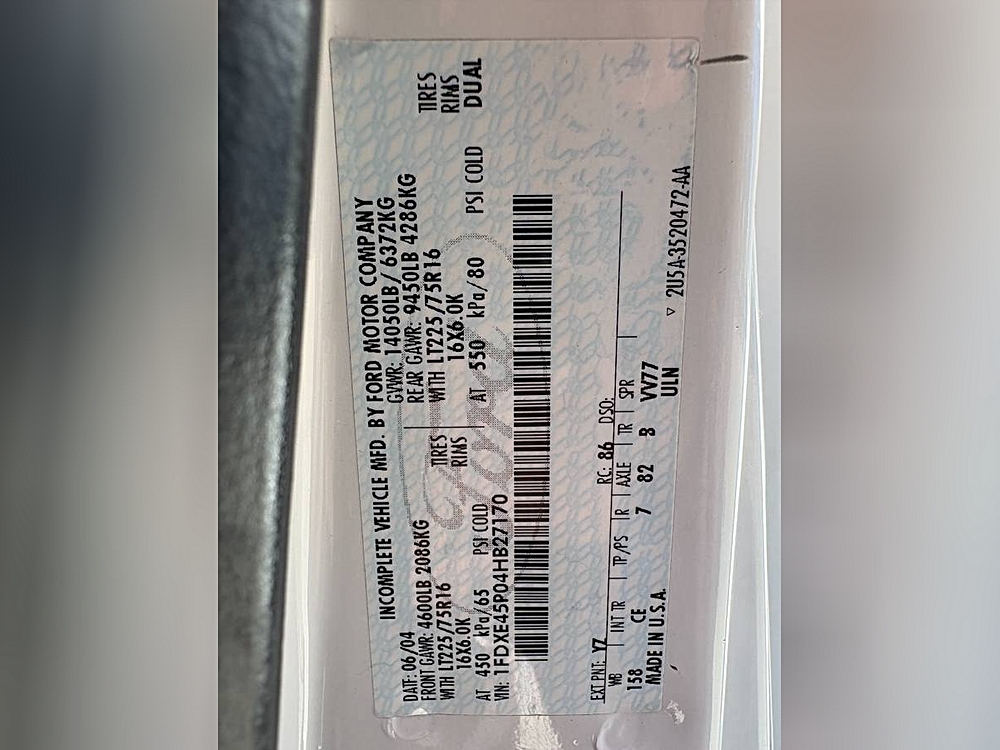 INCOMPLETE VEHICLE MFD. BY FORD MOTOR COMPANY
DATE: 06/04 GVWR: 14050LB/ 6372KG
FRONT GAWR: 4600LB 2086KG REAR GAWR: 9450LB 4286KG
WITH LT225/75R16 TIRES WITH LT225/75R16 TIRES
16X6.0K RIMS 16X6.0K RIMS
AT 450 kPa/65 PSI COLD AT 550 kPa/80 PSI COLD DUAL
VIN: 1FDXE45P04HB27170
Ford
EXT PNT: YZ RC: 86 DSO:
WB INT TR TP/PS R AXLE TR SPR
158 CE 7 82 B VV77
MADE IN U.S.A. ULN
▽ 2U5A-3520472-AA